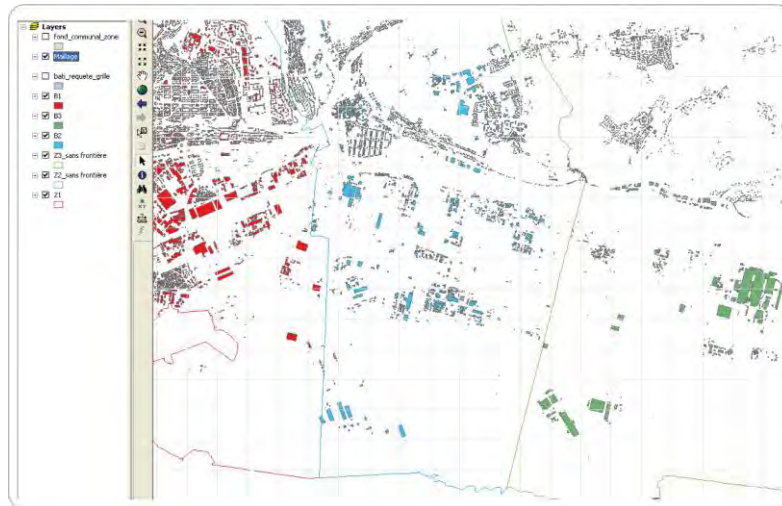 Layers
fond_communal_zone
Maillage
bati_requete_grille
B1
B3
B2
Z3_sans frontière
Z2_sans frontière
Z1